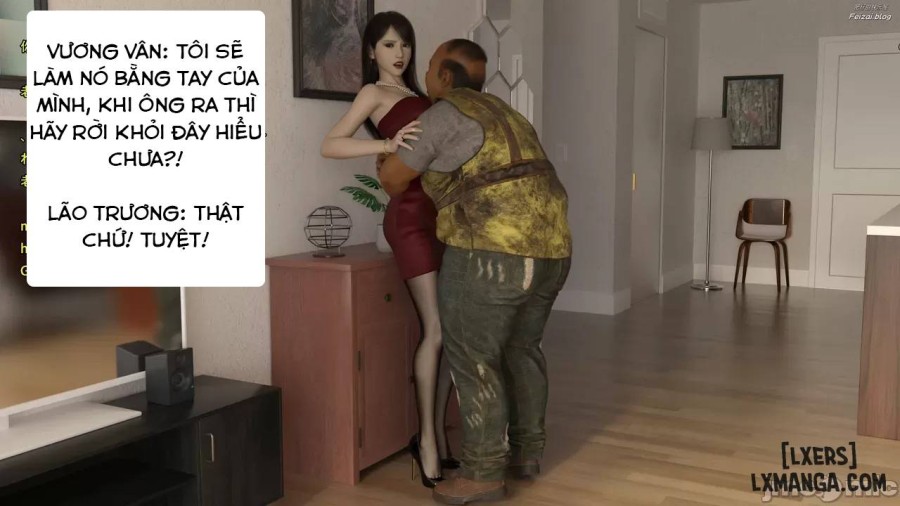 Feizai.blog
VƯƠNG VÂN: TÔI SẼ
LÀM NÓ BẰNG TAY CỦA
MÌNH, KHI ÔNG RA THÌ
HÃY RỜI KHỎI ĐÂY HIỂU
CHƯA?!
LÃO TRƯƠNG: THẬT
CHỨ! TUYỆT!
[LXERS]
LXMANGA.COM